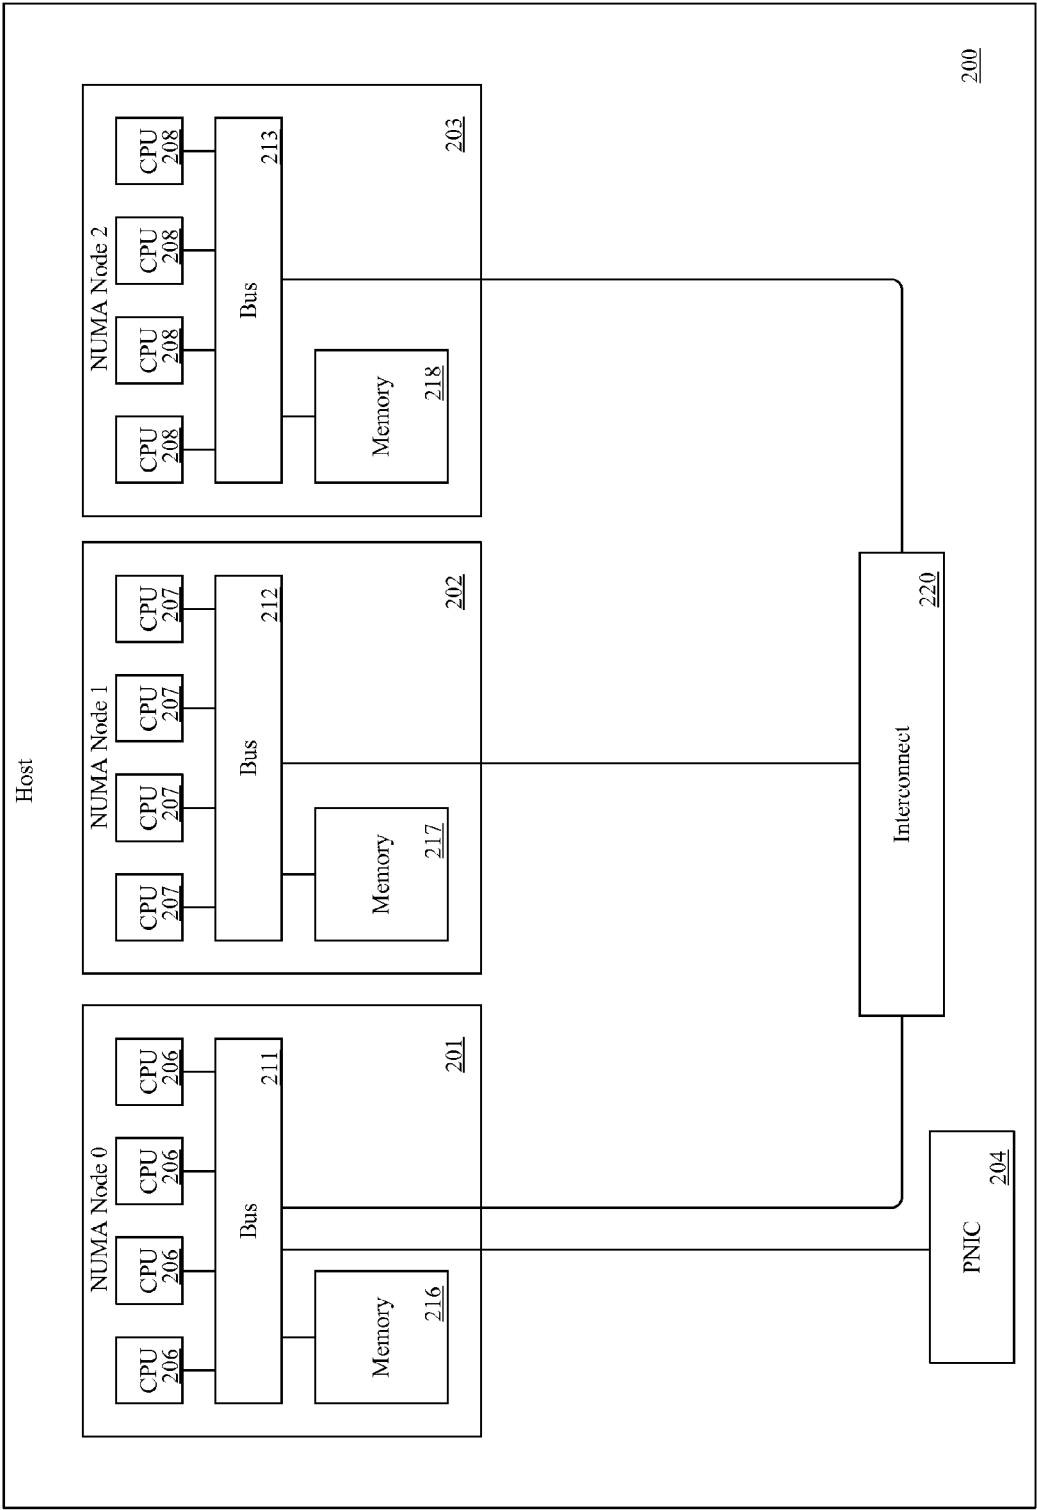 Host
NUMA Node 0
CPU
206
CPU
206
CPU
206
CPU
206
Bus
211
Memory
216
201
NUMA Node 1
CPU
207
CPU
207
CPU
207
CPU
207
Bus
212
Memory
217
202
NUMA Node 2
CPU
208
CPU
208
CPU
208
CPU
208
Bus
213
Memory
218
203
Interconnect
220
PNIC
204
200